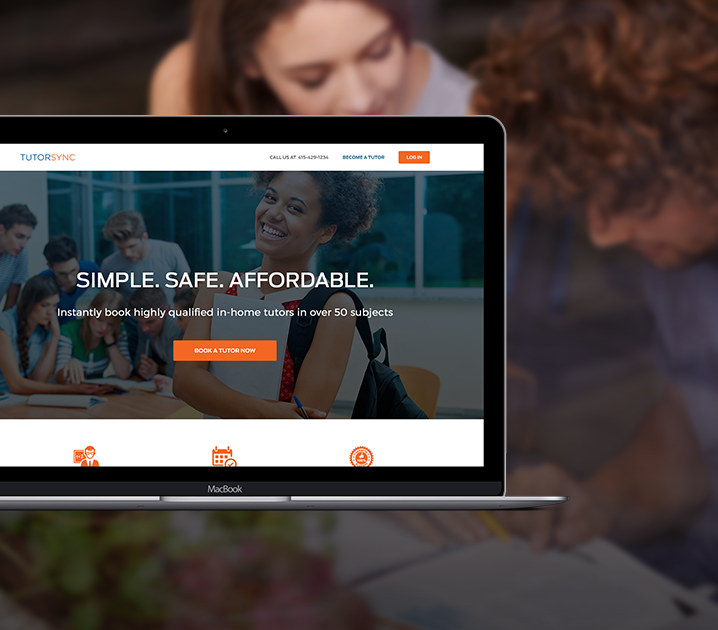 TUTORSYNC
CALL US AT 415-429-1234 BECOME A TUTOR LOG IN
SIMPLE. SAFE. AFFORDABLE.
Instantly book highly qualified in-home tutors in over 50 subjects
BOOK A TUTOR NOW
MacBook